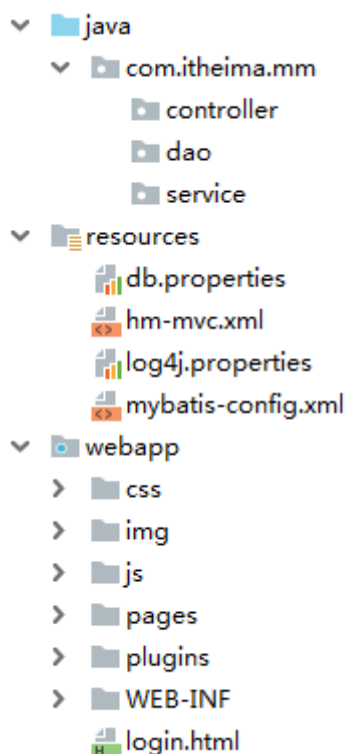 java
com.itheima.mm
controller
dao
service
resources
db.properties
hm-mvc.xml
log4j.properties
mybatis-config.xml
webapp
css
img
js
pages
plugins
WEB-INF
login.html